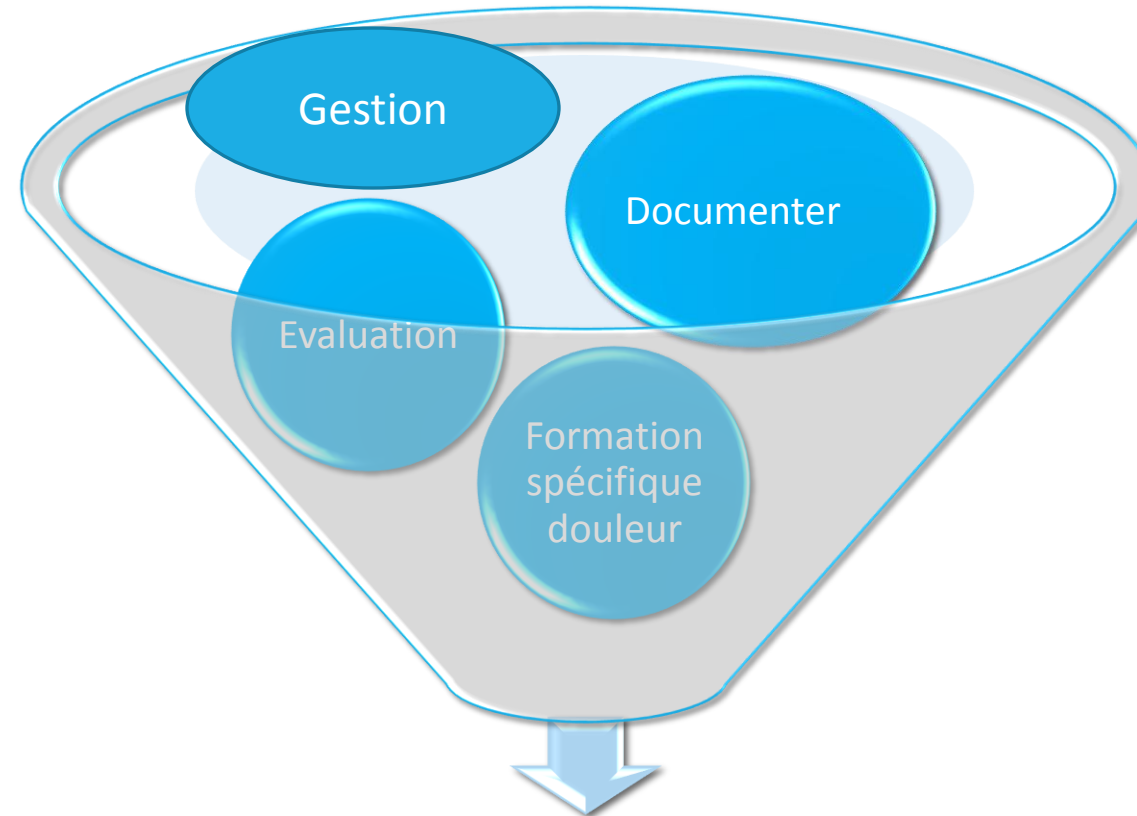 Gestion
Documenter
Evaluation
Formation
spécifique
douleur